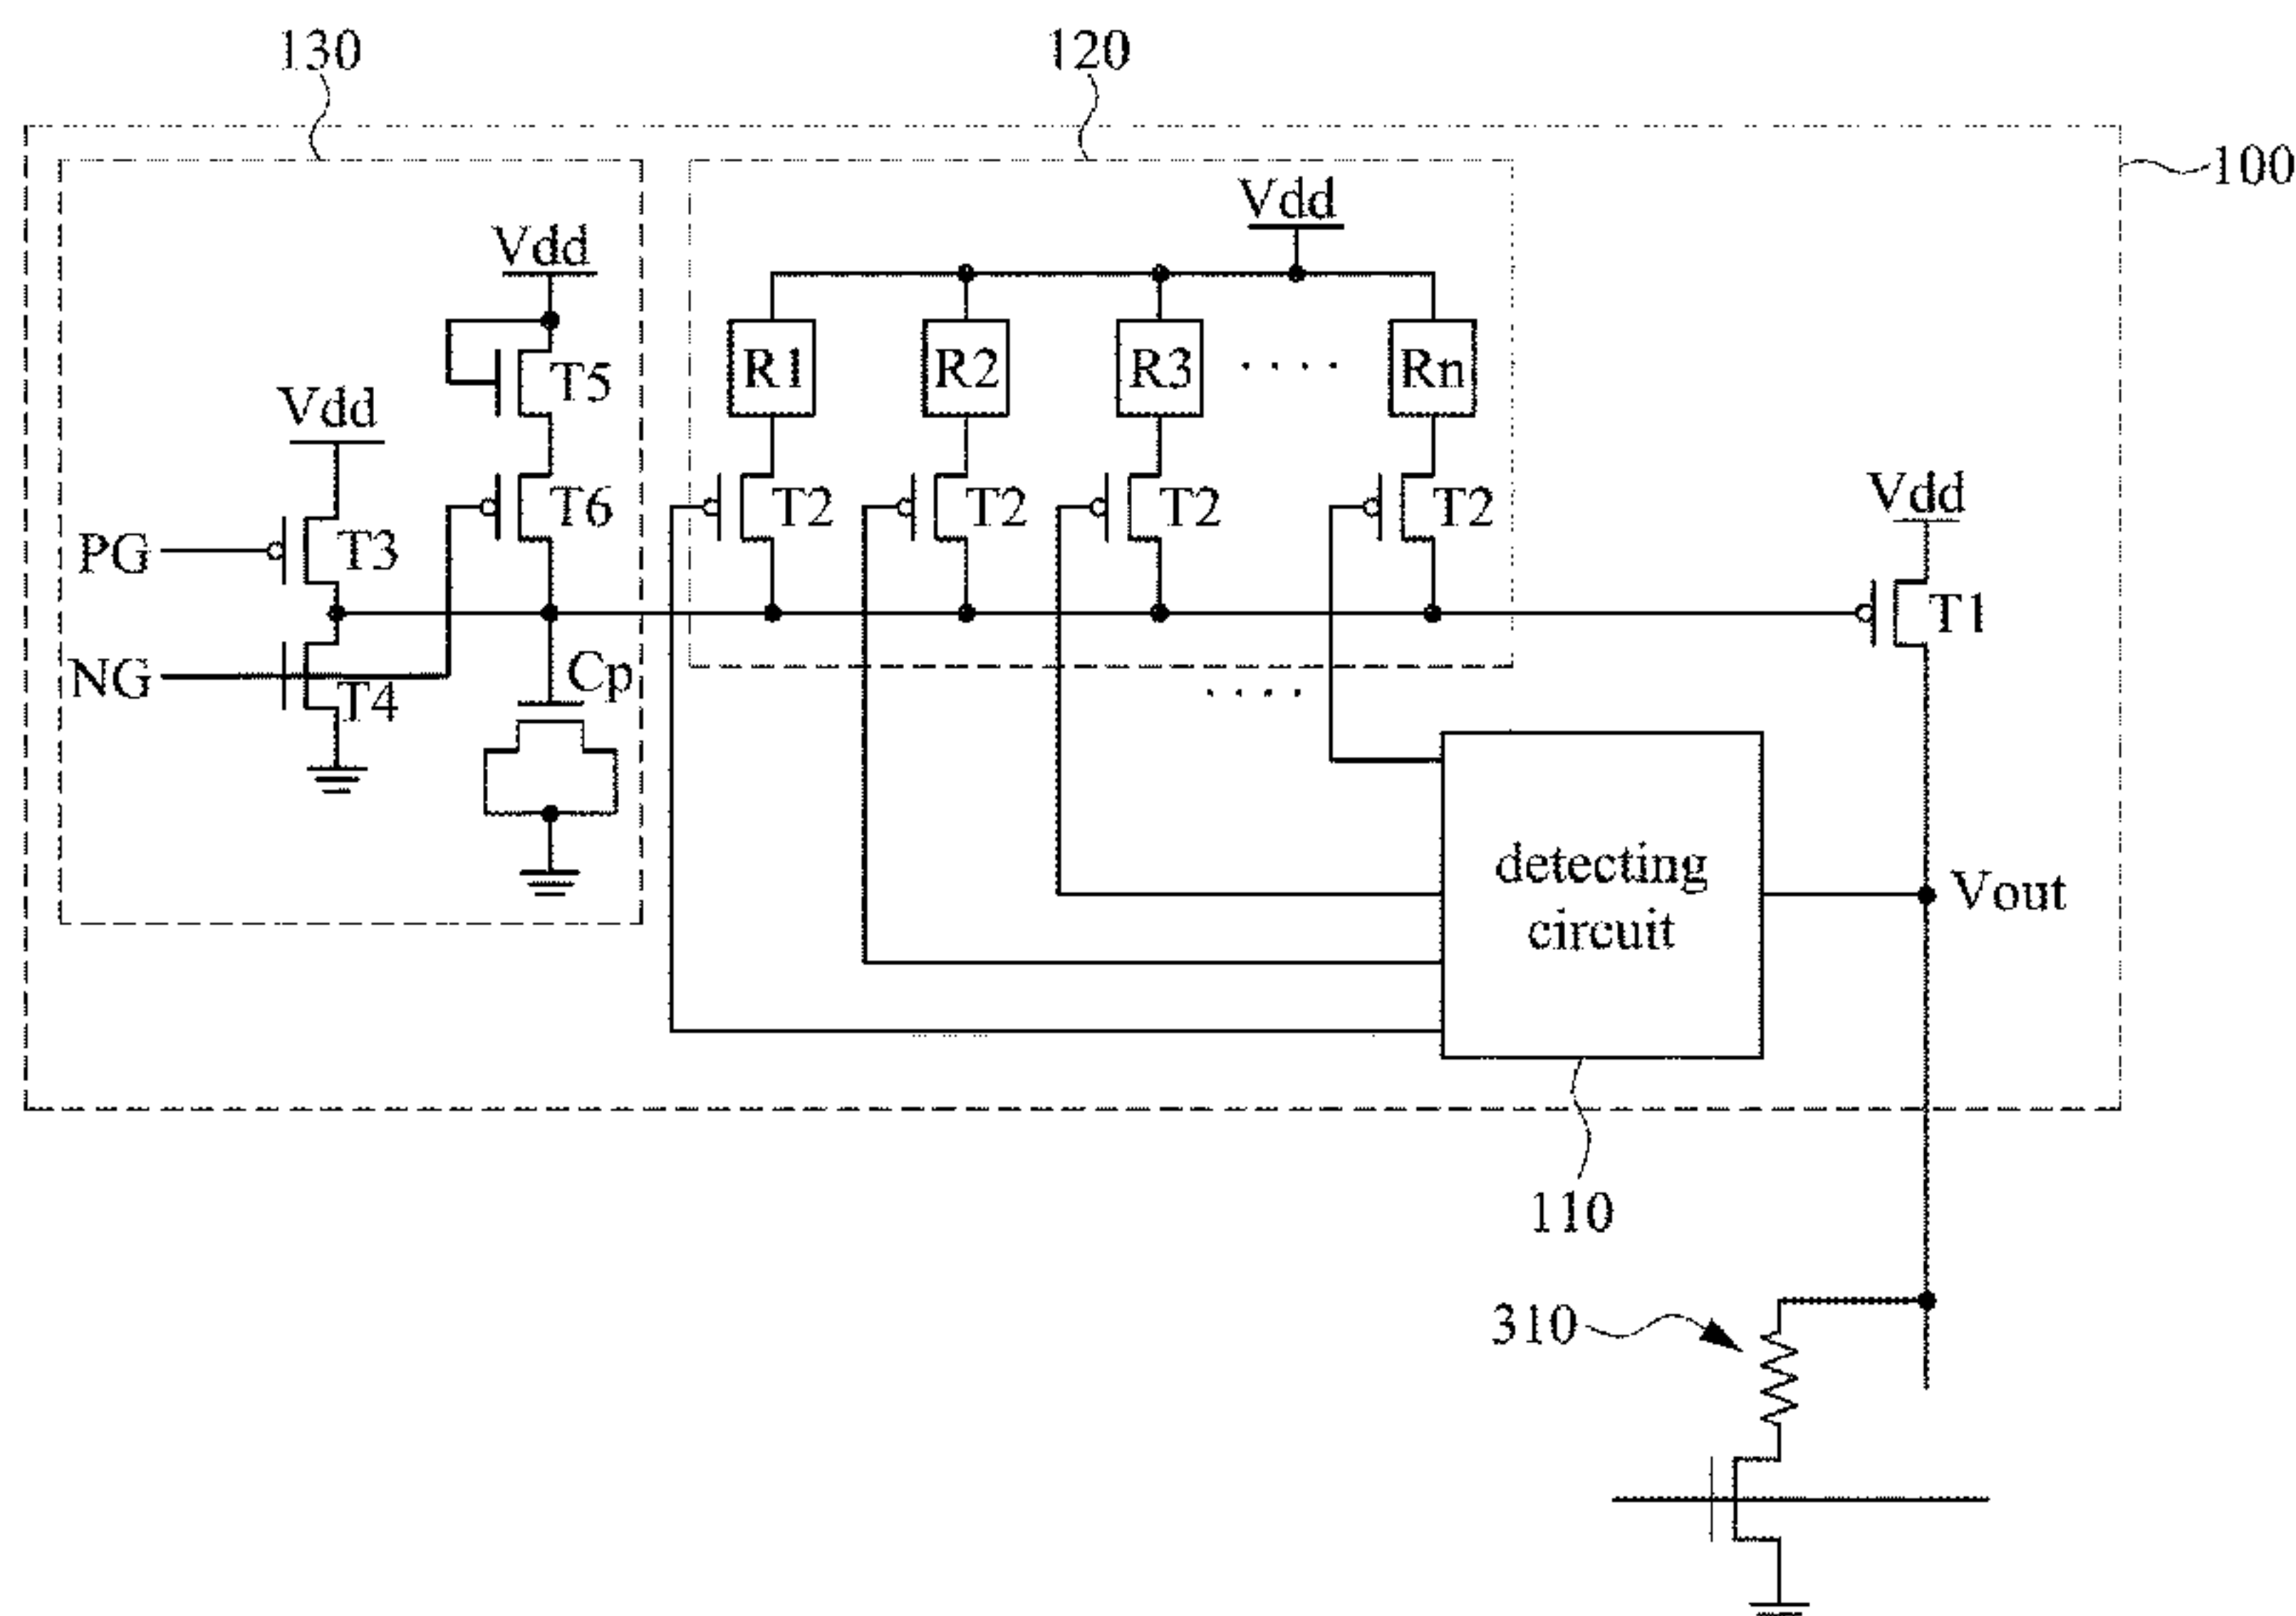 130
120
100
Vdd
Vdd
R1
R2
R3
. . . .
Rn
T5
Vdd
T6
T2
T2
T2
T2
Vdd
PG
T3
T1
NG
T4
Cp
. . . .
detecting
circuit
Vout
110
310